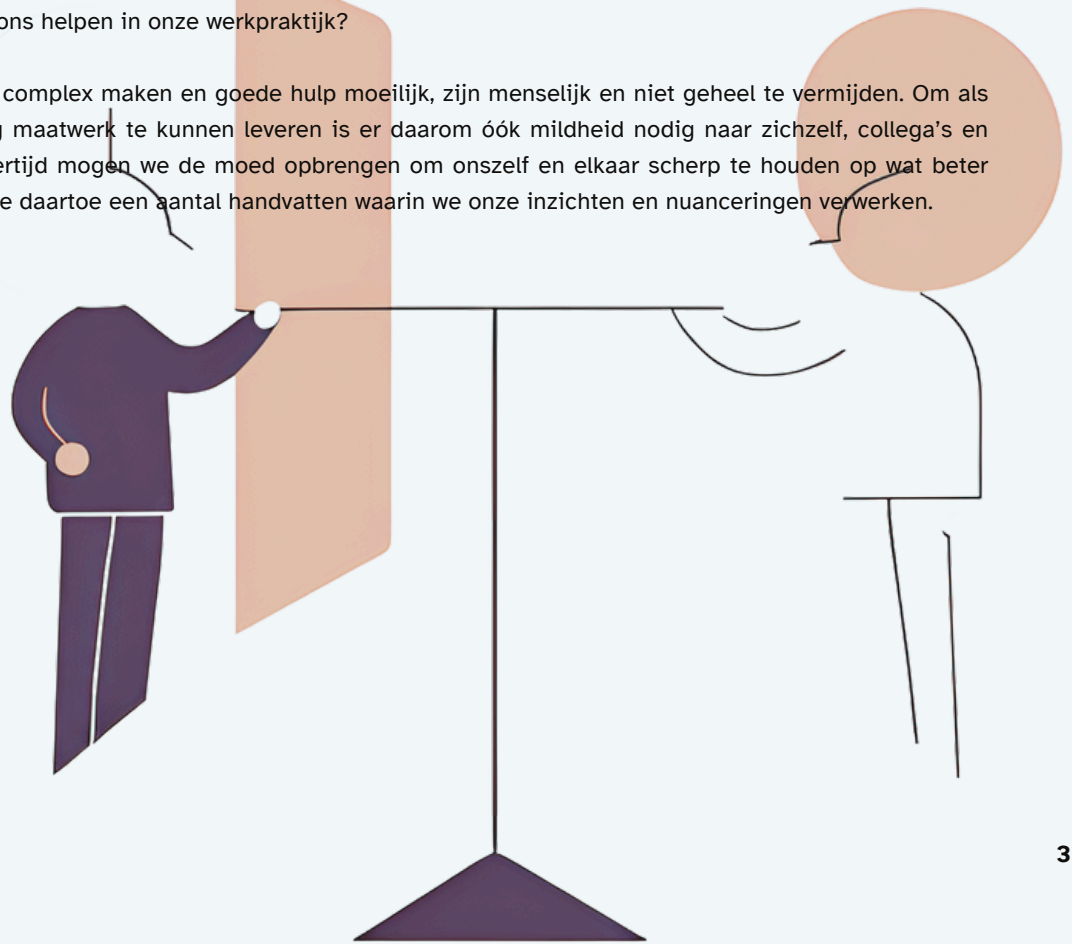 ons helpen in onze werkpraktijk?
complex maken en goede hulp moeilijk, zijn menselijk en niet geheel te vermijden. Om als
maatwerk te kunnen leveren is er daarom óók mildheid nodig naar zichzelf, collega's en
ertijd mogen we de moed opbrengen om onszelf en elkaar scherp te houden op wat beter
e daartoe een aantal handvatten waarin we onze inzichten en nuanceringen verwerken.
3